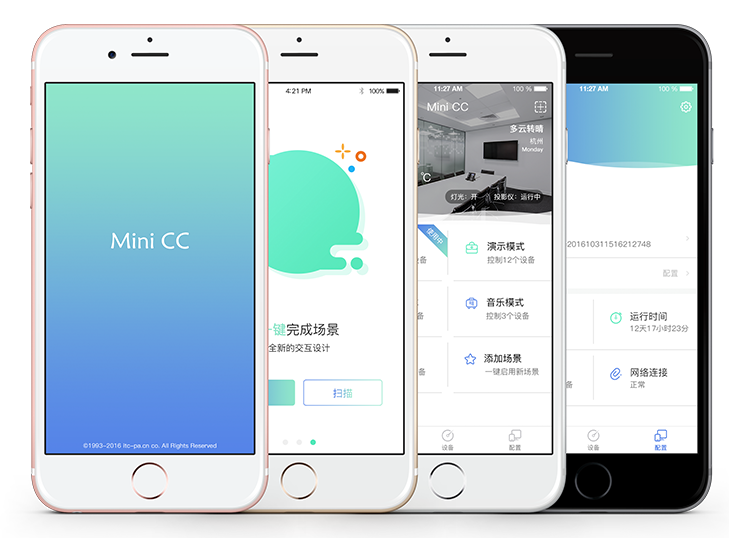 Mini CC
©1993-2016 itc-pa.cn co. All Rights Reserved
4:21 PM
100%
键完成场景
全新的交互设计
扫描
11:27 AM
100 %
Mini CC
多云转晴
杭州
Monday
℃
灯光：开
投影仪：运行中
使用中
备
演示模式
控制12个设备
备
音乐模式
控制3个设备
备
添加场景
一键启用新场景
设备
配置
11:27 AM
100 %
201610311516212748
配置
运行时间
12天17小时23分
备
网络连接
正常
设备
配置